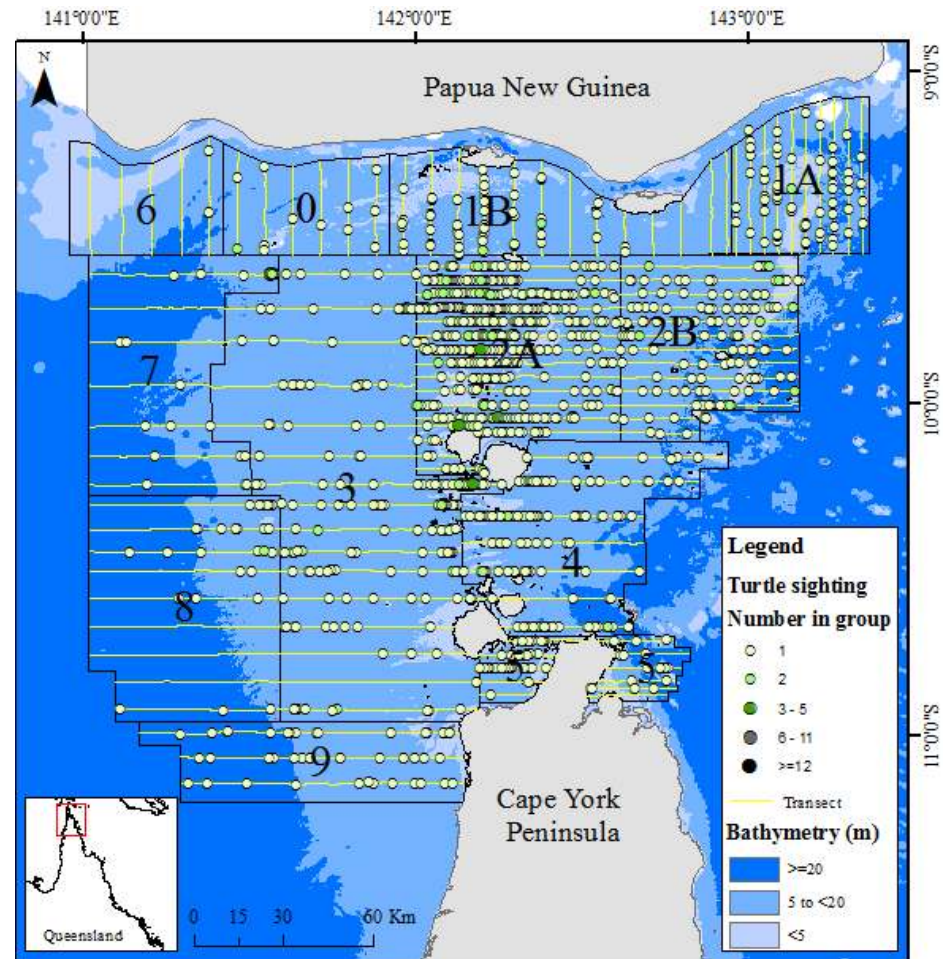 141°0'0"E
142°0'0"E
143°0'0"E
N
9°0'0"S
10°0'0"S
11°0'0"S
Papua New Guinea
6
0
1B
1A
2A
2B
7
3
4
8
5
5
9
Cape York
Peninsula
Legend
Turtle sighting
Number in group
1
2
3 - 5
6 - 11
>=12
Transect
Bathymetry (m)
>=20
5 to <20
<5
0 15 30 60 Km
Queensland